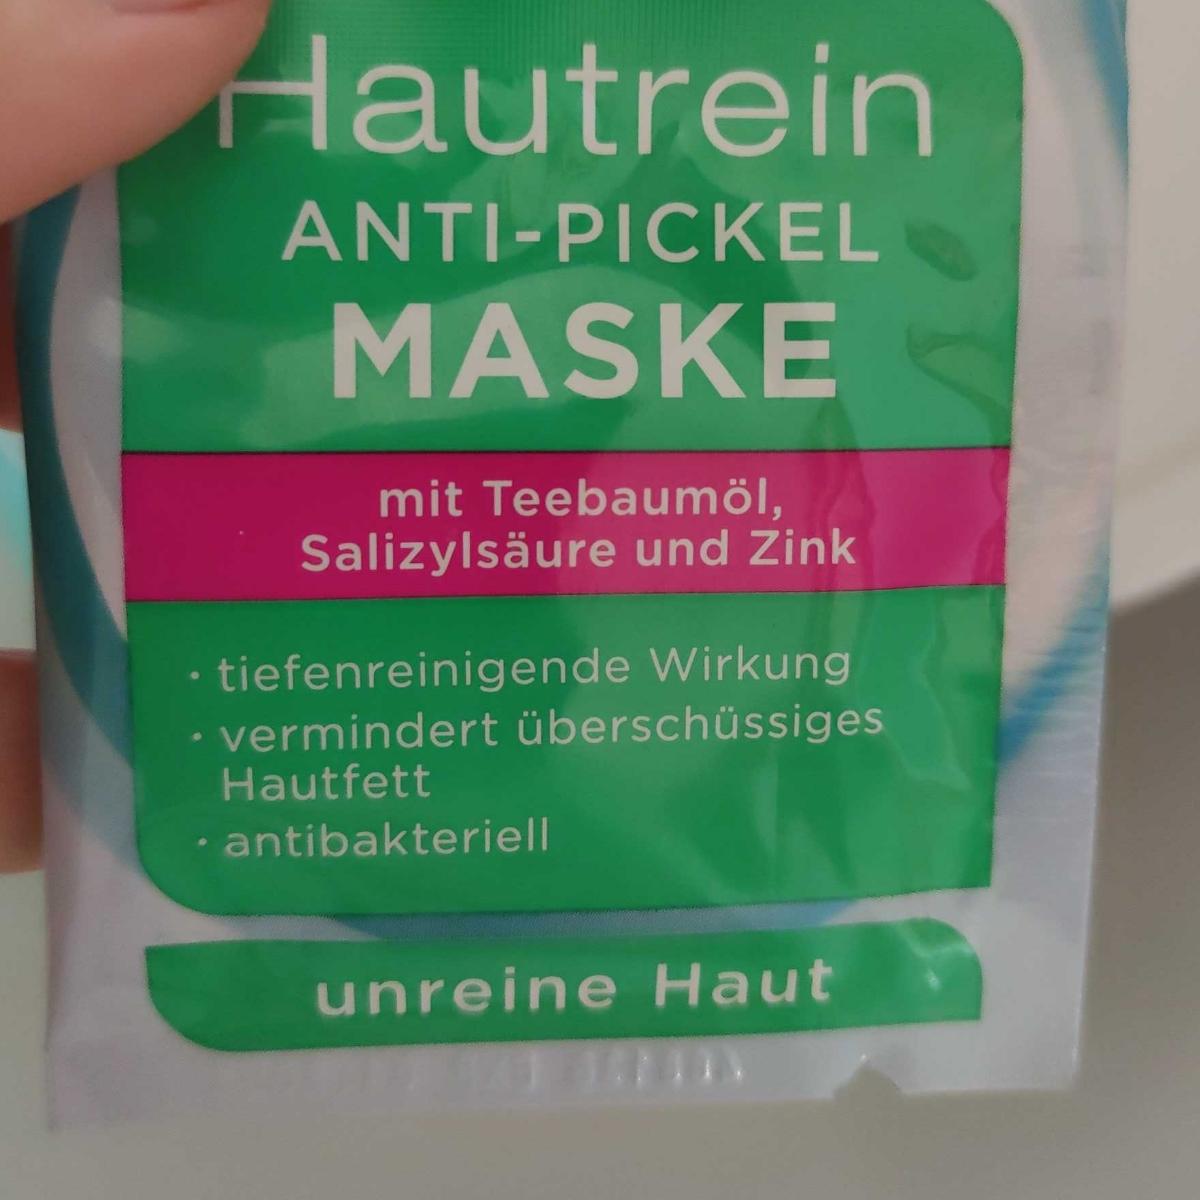 Hautrein
ANTI-PICKEL
MASKE
mit Teebaumöl,
Salizylsäure und Zink
· tiefenreinigende Wirkung
· vermindert überschüssiges
Hautfett
· antibakteriell
unreine Haut